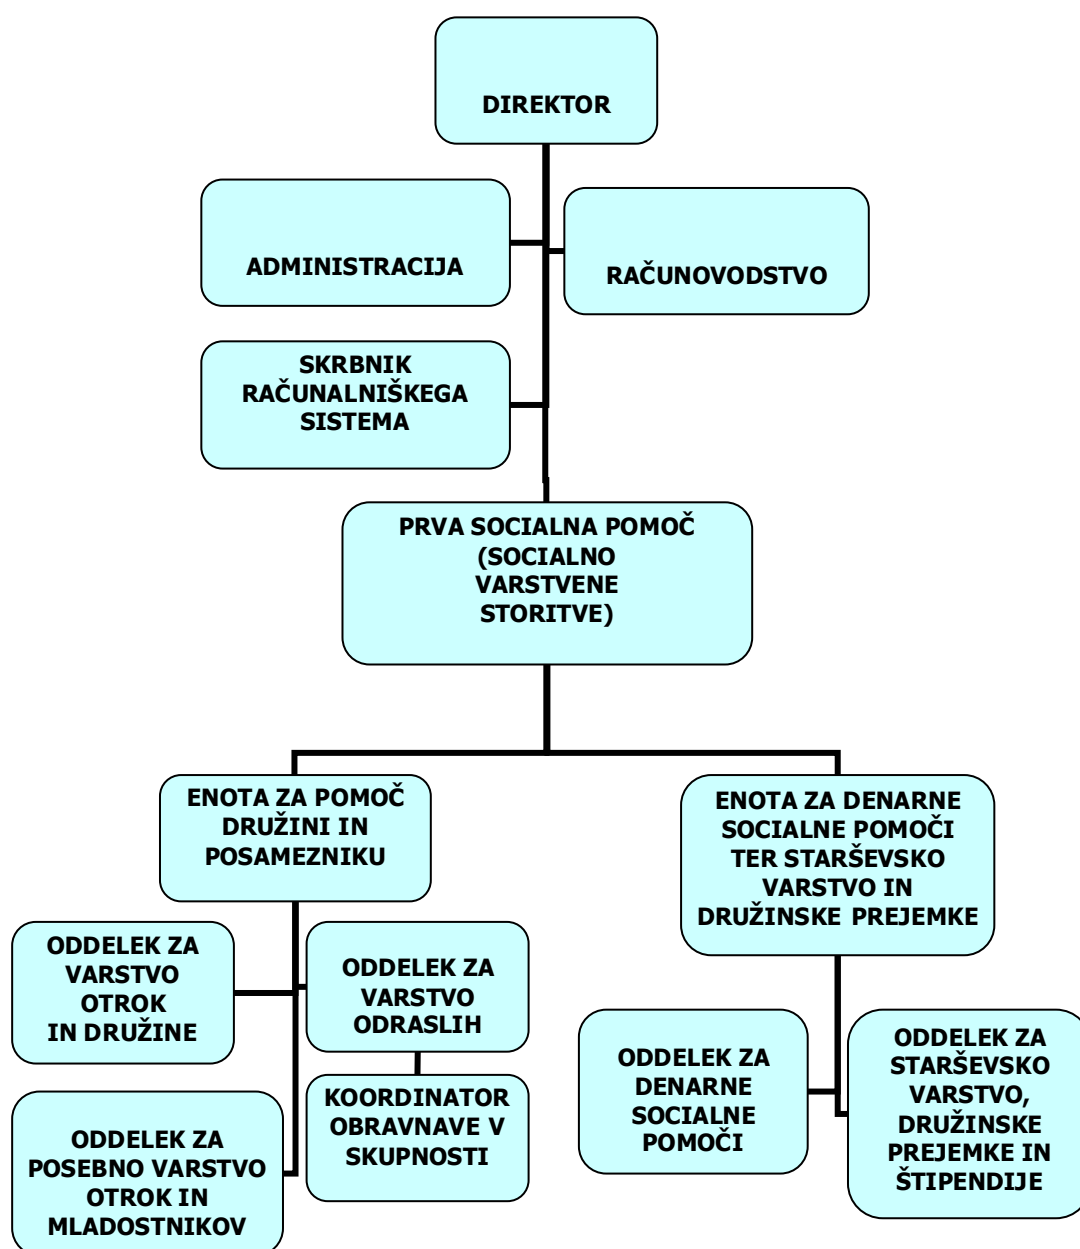 DIREKTOR
ADMINISTRACIJA
RAČUNOVODSTVO
SKRBNIK
RAČUNALNIŠKEGA
SISTEMA
PRVA SOCIALNA POMOČ
(SOCIALNO
VARSTVENE
STORITVE)
ENOTA ZA POMOČ
DRUŽINI IN
POSAMEZNIKU
ENOTA ZA DENARNE
SOCIALNE POMOČI
TER STARŠEVSKO
VARSTVO IN
DRUŽINSKE PREJEMKE
ODDELEK ZA
VARSTVO
OTROK
IN DRUŽINE
ODDELEK ZA
VARSTVO
ODRASLIH
KOORDINATOR
OBRAVNAVE V
SKUPNOSTI
ODDELEK ZA
POSEBNO VARSTVO
OTROK IN
MLADOSTNIKOV
ODDELEK ZA
DENARNE
SOCIALNE
POMOČI
ODDELEK ZA
STARŠEVSKO
VARSTVO,
DRUŽINSKE
PREJEMKE IN
ŠTIPENDIJE